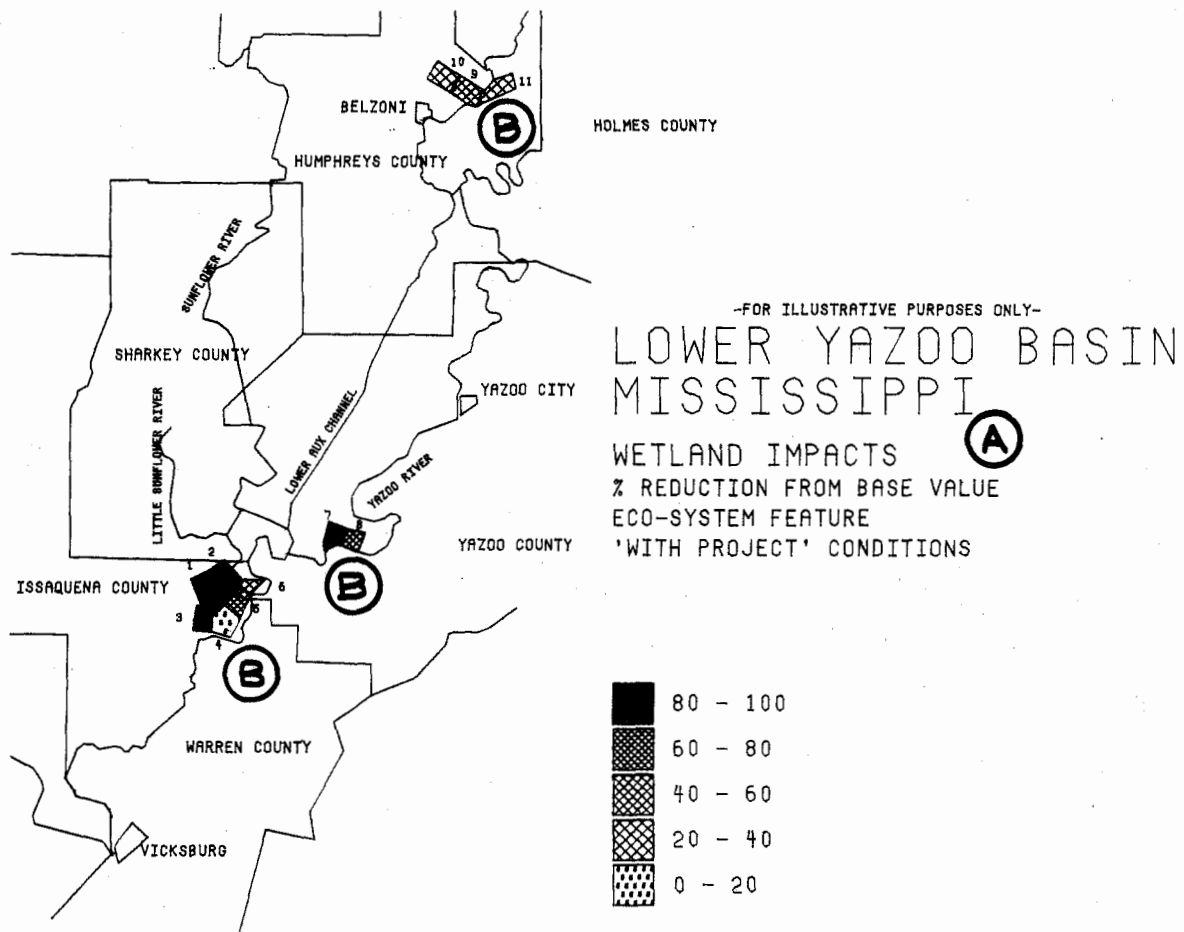 10
9
11
BELZONI
B
HOLMES COUNTY
HUMPHREYS COUNTY
SUNFLOWER RIVER
-FOR ILLUSTRATIVE PURPOSES ONLY-
LOWER YAZOO BASIN
MISSISSIPPI
A
SHARKEY COUNTY
YAZOO CITY
LITTLE SUNFLOWER RIVER
LOWER AUX CHANNEL
YAZOO RIVER
WETLAND IMPACTS
% REDUCTION FROM BASE VALUE
ECO-SYSTEM FEATURE
'WITH PROJECT' CONDITIONS
8
YAZOO COUNTY
2
1
ISSAQUENA COUNTY
6
B
3
5
4
B
WARREN COUNTY
VICKSBURG
80 - 100
60 - 80
40 - 60
20 - 40
0 - 20